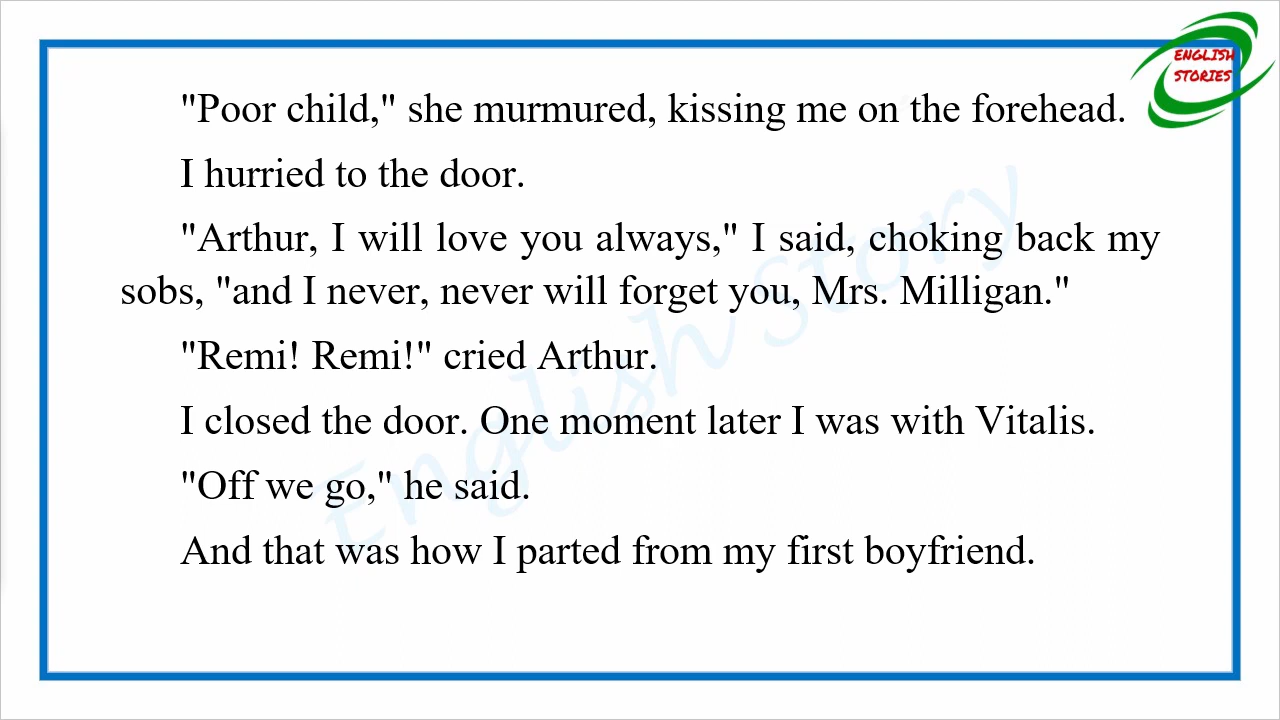 ENGLISH
STORIES
"Poor child," she murmured, kissing me on the forehead.
I hurried to the door.
"Arthur, I will love you always," I said, choking back my
sobs, "and I never, never will forget you, Mrs. Milligan."
"Remi! Remi!" cried Arthur.
I closed the door. One moment later I was with Vitalis.
"Off we go," he said.
And that was how I parted from my first boyfriend.
English Story